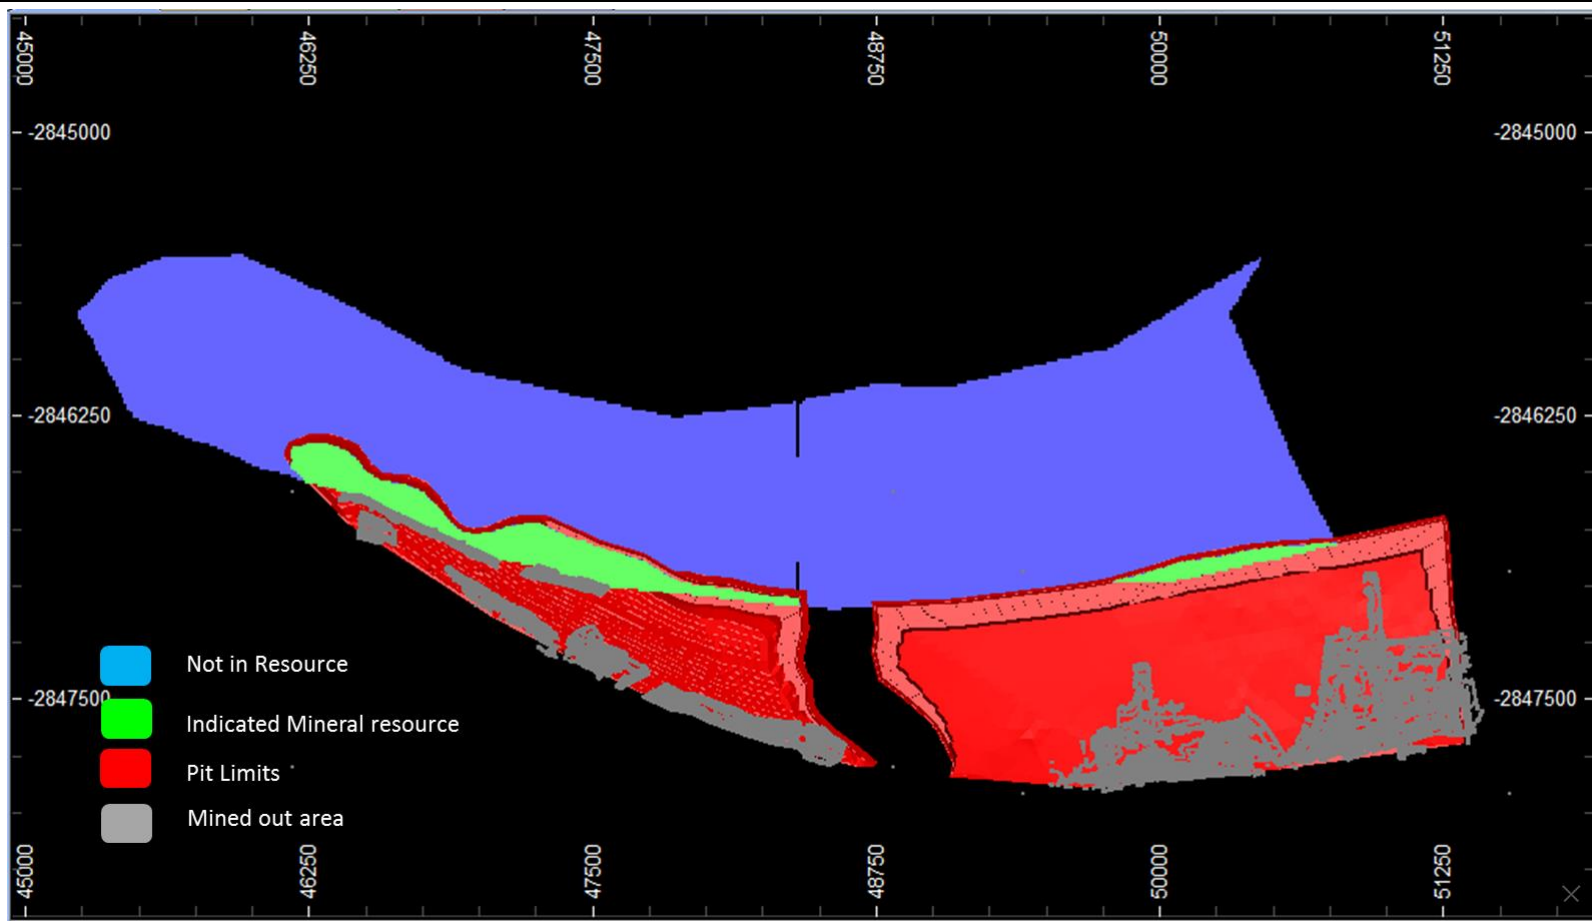 45000 46250 47500 48750 50000 51250
-2845000 -2845000
-2846250 -2846250
Not in Resource
-2847500 -2847500
Indicated Mineral resource
Pit Limits
Mined out area
45000 46250 47500 48750 50000 51250